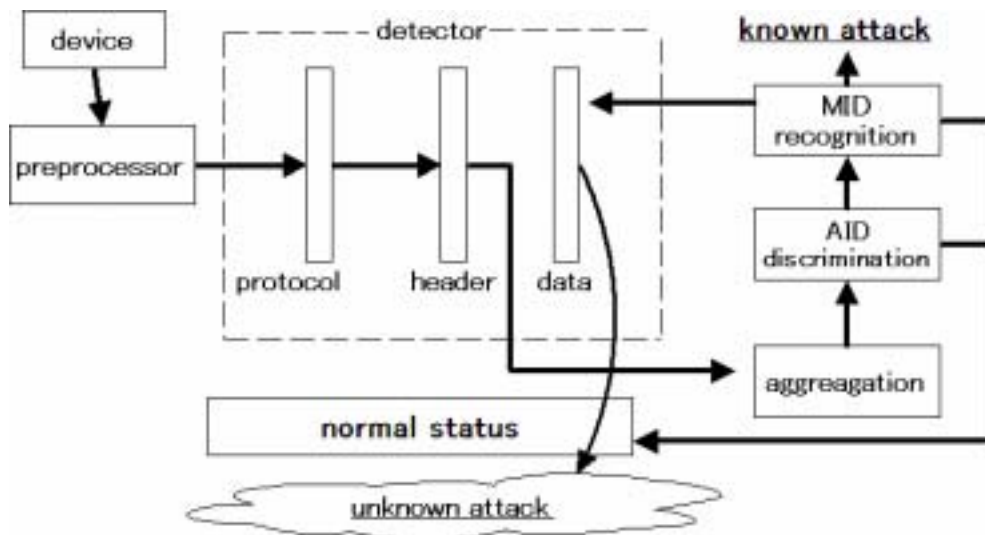 device
preprocessor
detector
protocol
header
data
known attack
MID
recognition
AID
discrimination
aggreagation
normal status
unknown attack